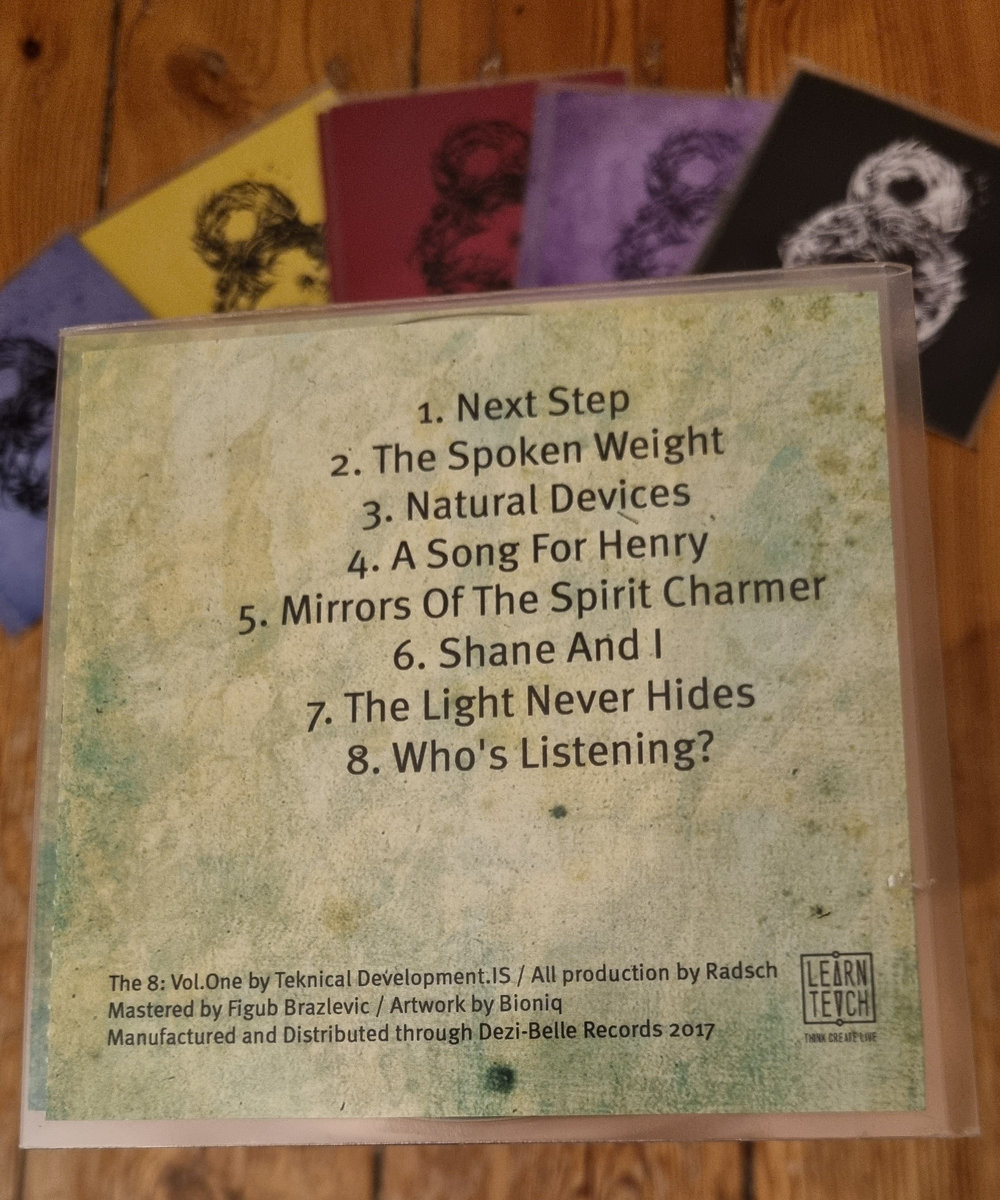 1. Next Step
2. The Spoken Weight
3. Natural Devices
4. A Song For Henry
5. Mirrors Of The Spirit Charmer
6. Shane And I
7. The Light Never Hides
8. Who's Listening?
The 8: Vol.One by Teknical Development.IS / All production by Radsch
Mastered by Figub Brazlevic / Artwork by Bioniq
Manufactured and Distributed through Dezi-Belle Records 2017
LEARN
TEACH
THINK CREATE LIVE